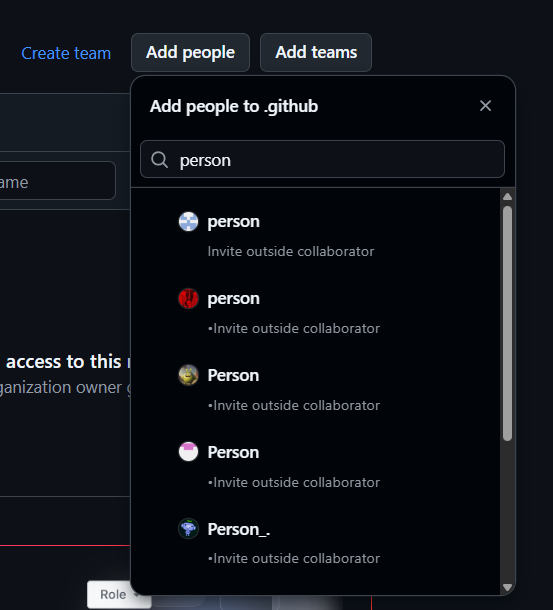 Create team
Add people
Add teams
Add people to .github
person
ame
person
Invite outside collaborator
person
•Invite outside collaborator
access to this
Person
ganization owner
•Invite outside collaborator
Person
•Invite outside collaborator
Person_.
•Invite outside collaborator
Role